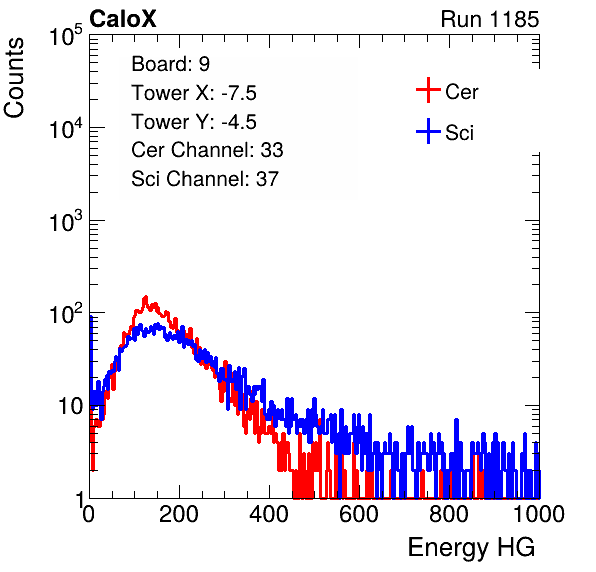 CaloX Run 1185
Counts
Board: 9
Tower X: -7.5
Tower Y: -4.5
Cer Channel: 33
Sci Channel: 37
Cer
Sci
10^5
10^4
10^3
10^2
10
1
0 200 400 600 800 1000
Energy HG